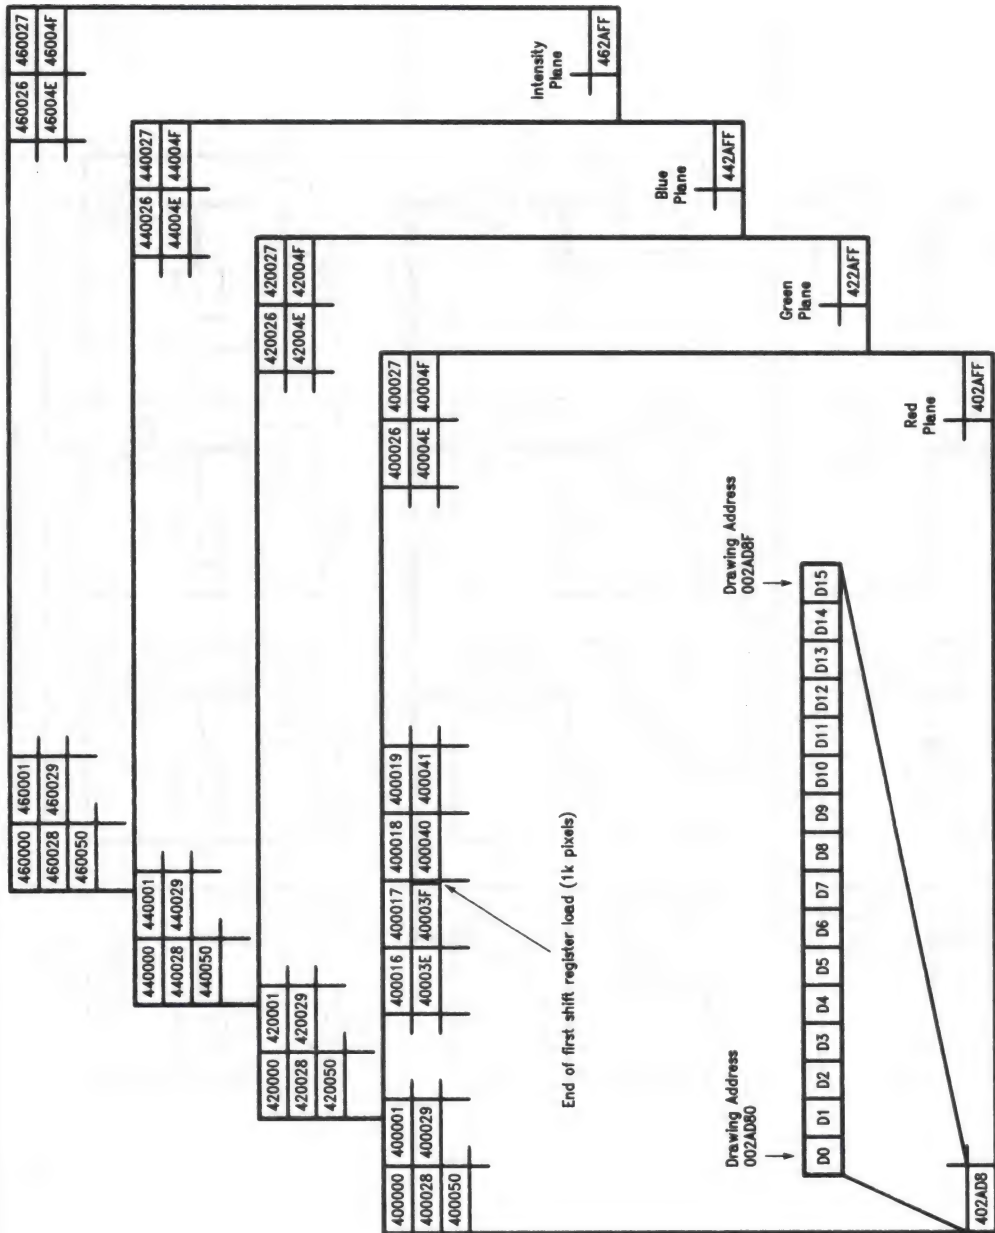 460000 460001
460028 460029
460050
460026 460027
46004E 46004F
Intensity
Plane
462AFF
440000 440001
440028 440029
440050
440026 440027
44004E 44004F
Blue
Plane
442AFF
420000 420001
420028 420029
420050
420026 420027
42004E 42004F
Green
Plane
422AFF
400000 400001
400028 400029
400050
400016 400017 400018 400019
40003E 40003F 400040 400041
400026 400027
40004E 40004F
End of first shift register load (1k pixels)
Drawing Address
002AD80
Drawing Address
002AD8F
D0 D1 D2 D3 D4 D5 D6 D7 D8 D9 D10 D11 D12 D13 D14 D15
Red
Plane
402AD8
402AFF